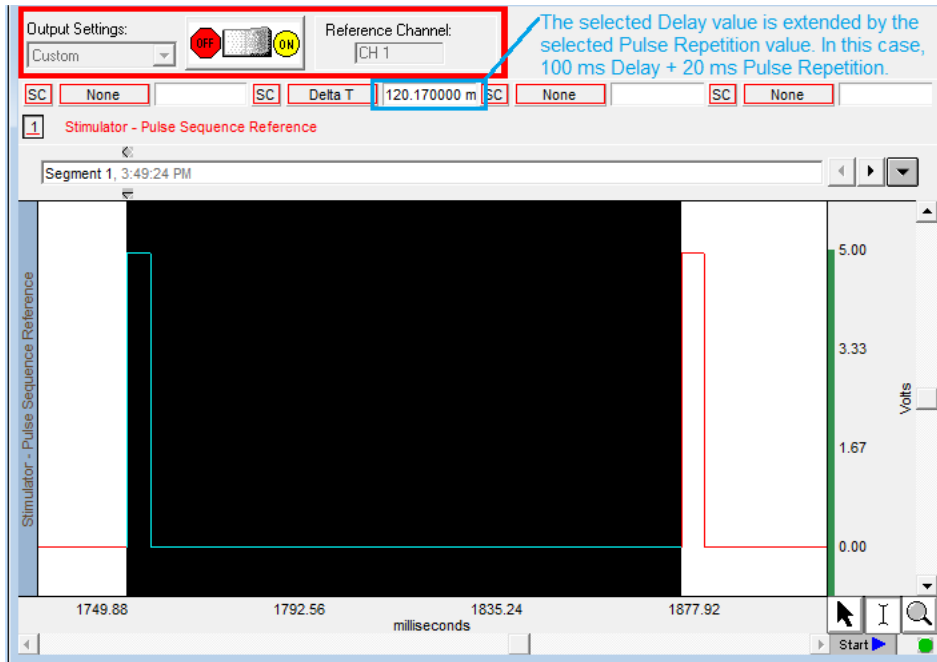 Output Settings:
Custom
OFF
ON
Reference Channel:
CH 1
The selected Delay value is extended by the
selected Pulse Repetition value. In this case,
100 ms Delay + 20 ms Pulse Repetition.
SC None SC Delta T 120.170000 m SC None SC None
1 Stimulator - Pulse Sequence Reference
Segment 1, 3:49:24 PM
Stimulator - Pulse Sequence Reference
5.00
3.33
1.67
0.00
Volts
1749.88 1792.56 1835.24 1877.92
milliseconds
Start